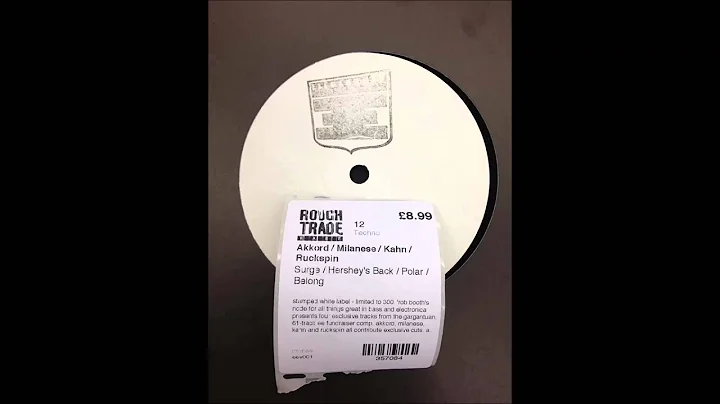 ROUGH
TRADE
£8.99
12
Techno
Akkord / Milanese / Kahn /
Ruckspin
Surge / Hershey's Back / Polar /
Belong
stamped white label - limited to 300. rob booth's
node for all things great in bass and electronica
presents four exclusive tracks from the gargantuan,
61-track ee fundraiser comp. akkord, milanese,
kahn and ruckspin all contribute exclusive cuts. a.
357084